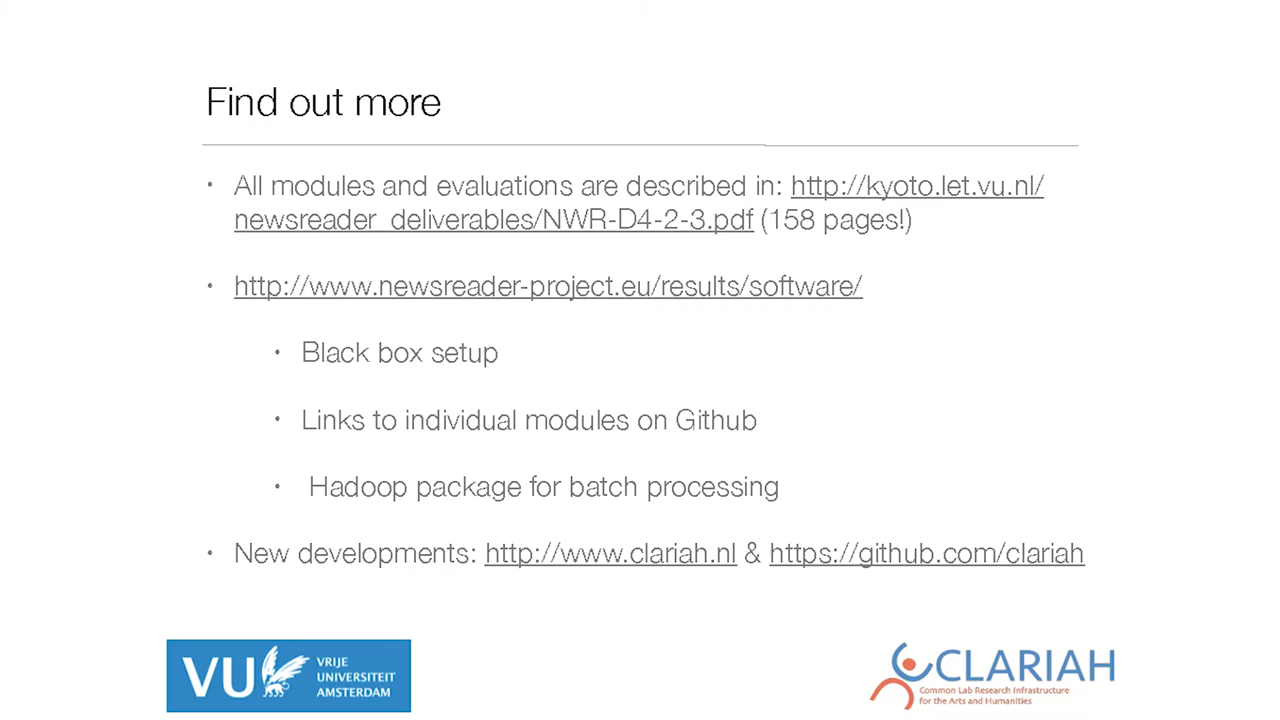 Find out more
• All modules and evaluations are described in: http://kyoto.let.vu.nl/
newsreader_deliverables/NWR-D4-2-3.pdf (158 pages!)
• http://www.newsreader-project.eu/results/software/
• Black box setup
• Links to individual modules on Github
• Hadoop package for batch processing
• New developments: http://www.clariah.nl & https://github.com/clariah
VU VRIJE
UNIVERSITEIT
AMSTERDAM
CLARIAH
Common Lab Research Infrastructure
for the Arts and Humanities